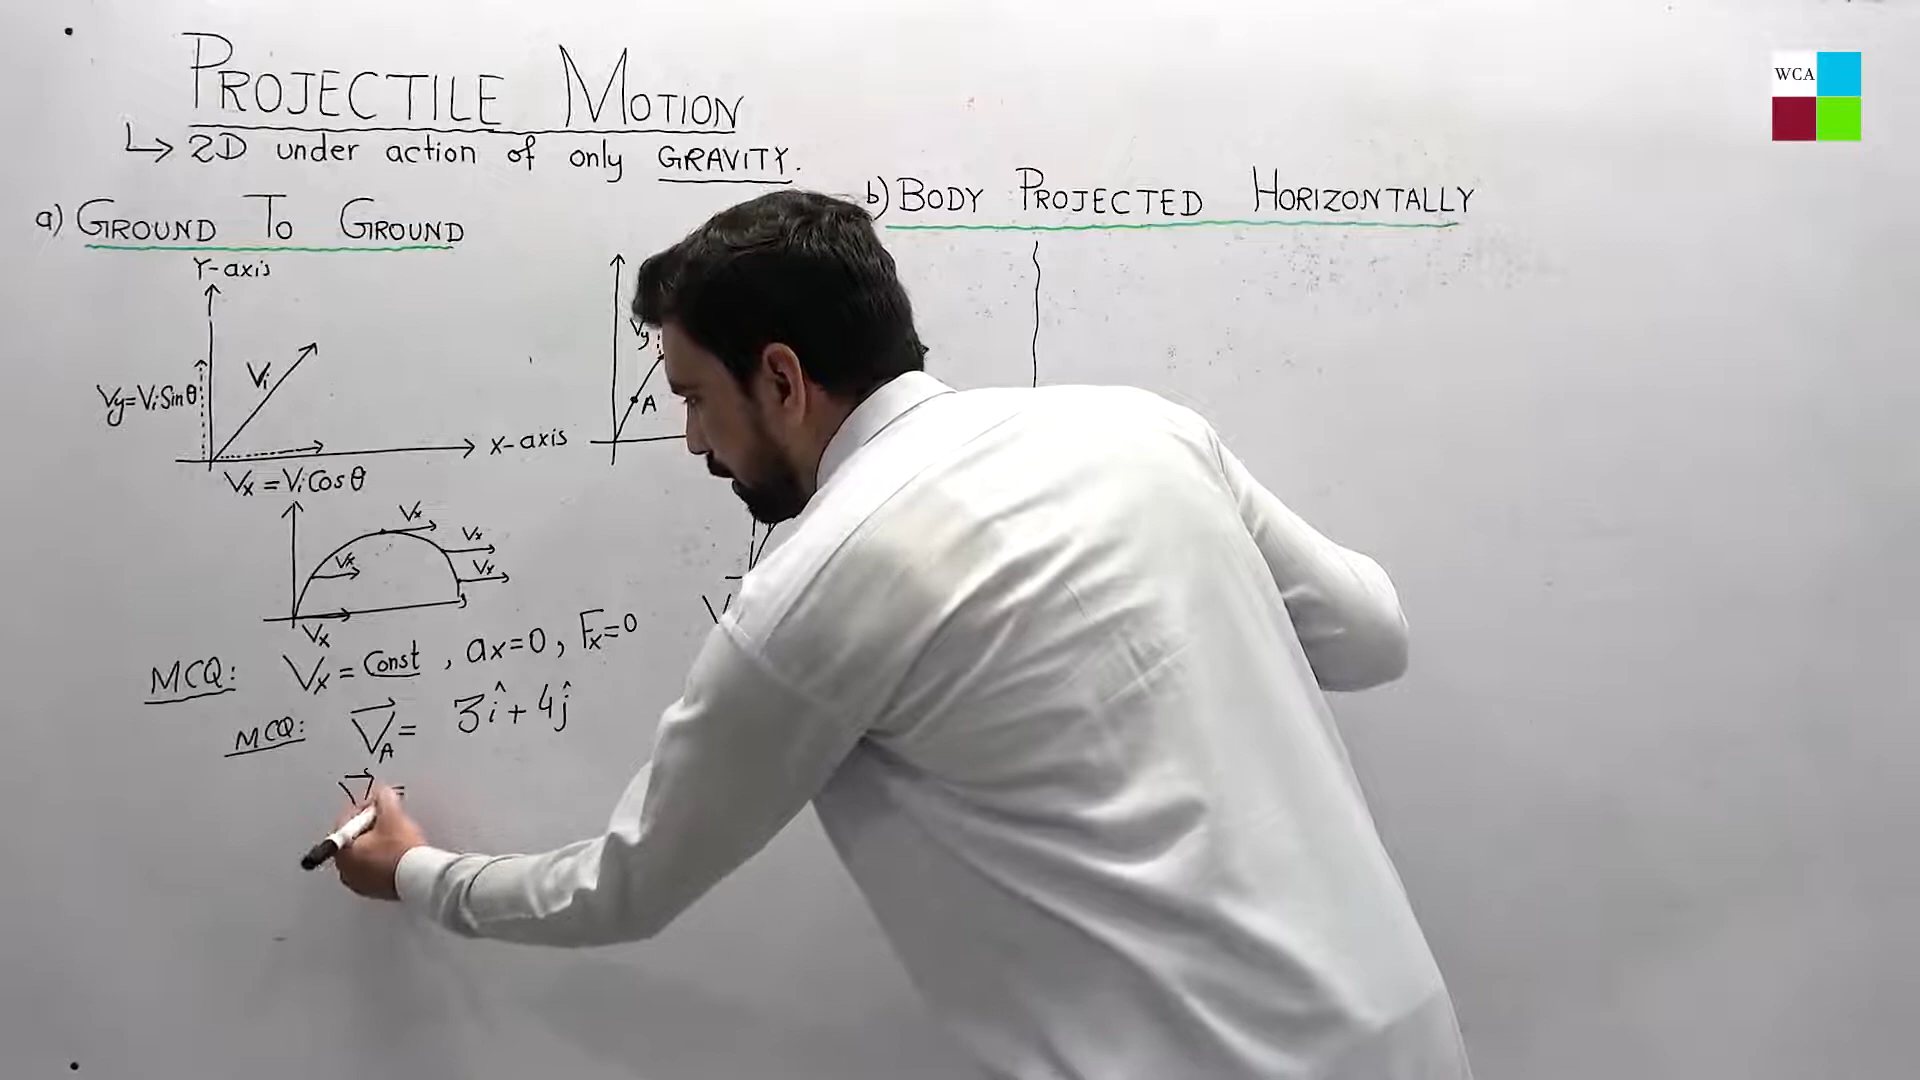 PROJECTILE MOTION
↳ 2D under action of only GRAVITY.
a) GROUND TO GROUND
Y-axis
Vi
Vy=ViSinθ
X-axis
Vx=ViCosθ
Vy
A
Vx
Vx
Vx
Vx
Vx
V
MCQ: Vx=Const, ax=0, Fx=0
MCQ: V⃗A= 3î+4ĵ
V⃗ =
b) BODY PROJECTED HORIZONTALLY
WCA